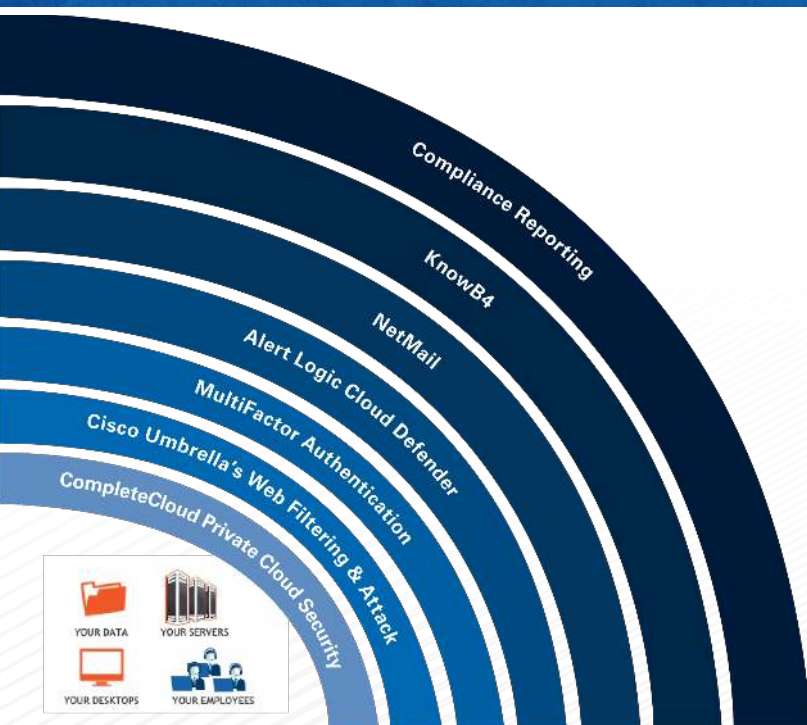 Compliance Reporting
KnowB4
NetMail
Alert Logic Cloud Defender
MultiFactor Authentication
Cisco Umbrella's Web Filtering & Attack
CompleteCloud Private Cloud Security
YOUR DATA
YOUR SERVERS
YOUR DESKTOPS
YOUR EMPLOYEES